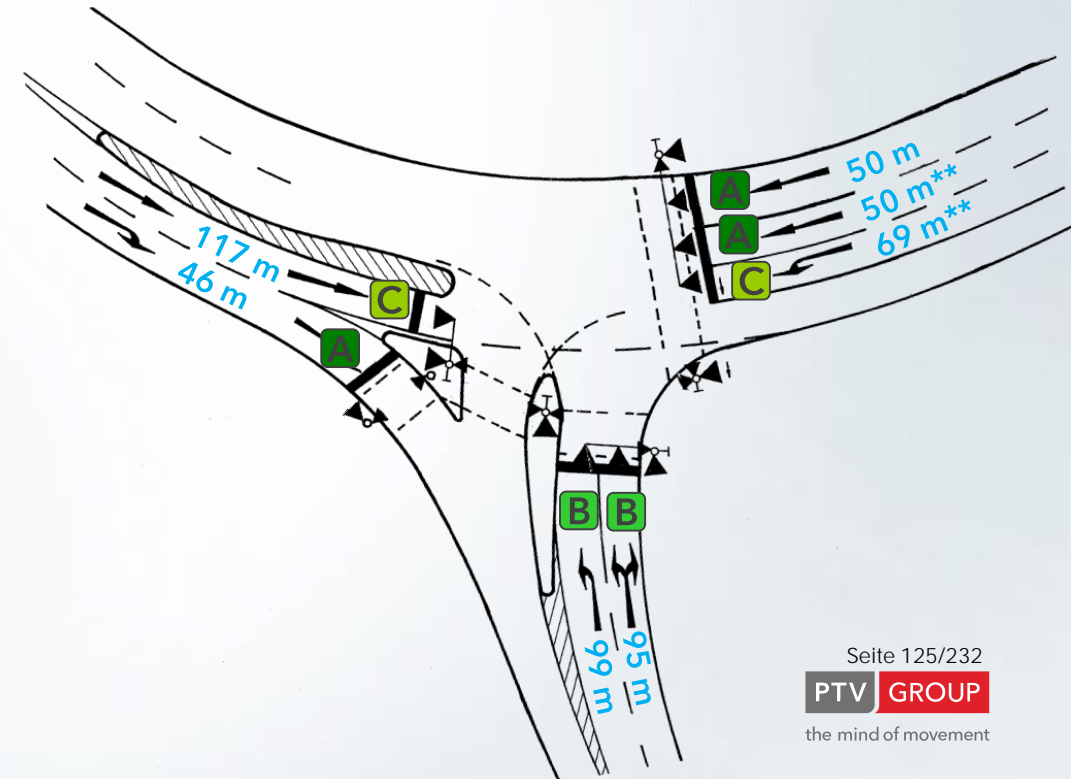 50 m
A
50 m**
A
69 m**
C
117 m
C
46 m
A
B B
99 m
95 m
Seite 125/232
PTV GROUP
the mind of movement